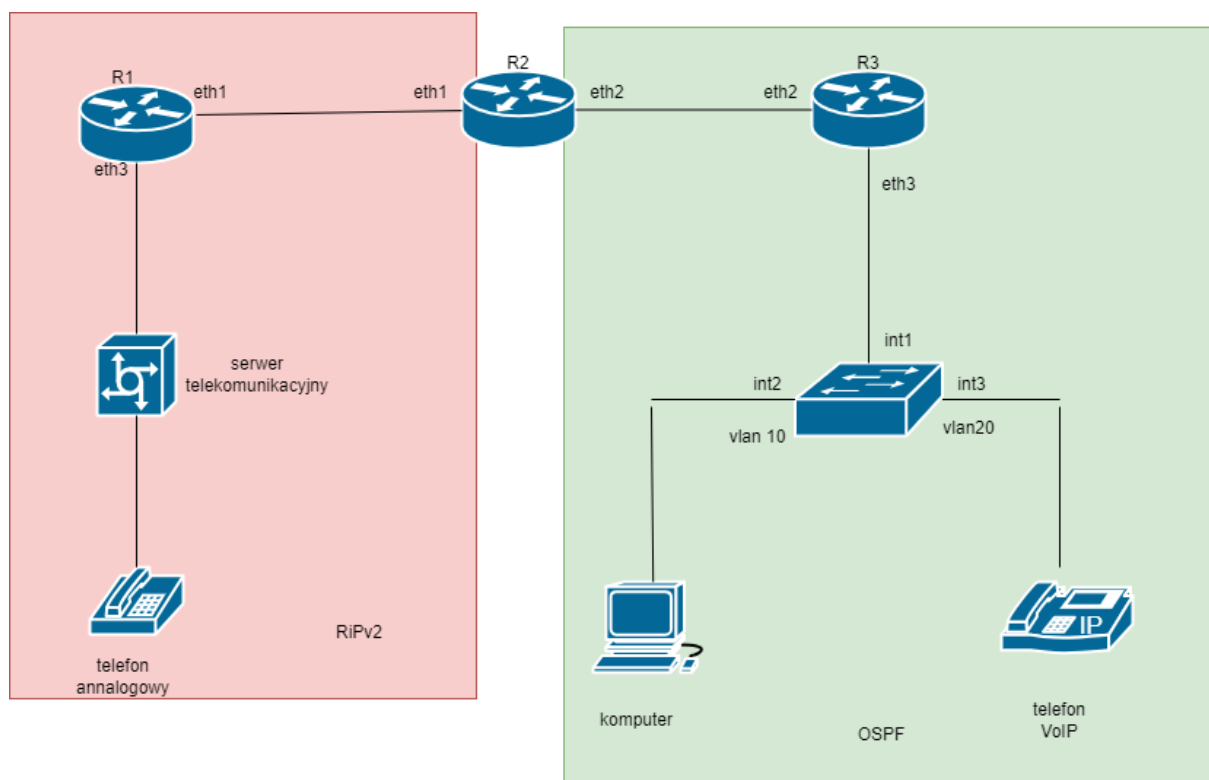 R1
R2
R3
eth1
eth1
eth2
eth2
eth3
eth3
int1
serwer
telekomunikacyjny
int2
int3
vlan 10
vlan20
IP
RiPv2
telefon
annalogowy
komputer
telefon
VoIP
OSPF